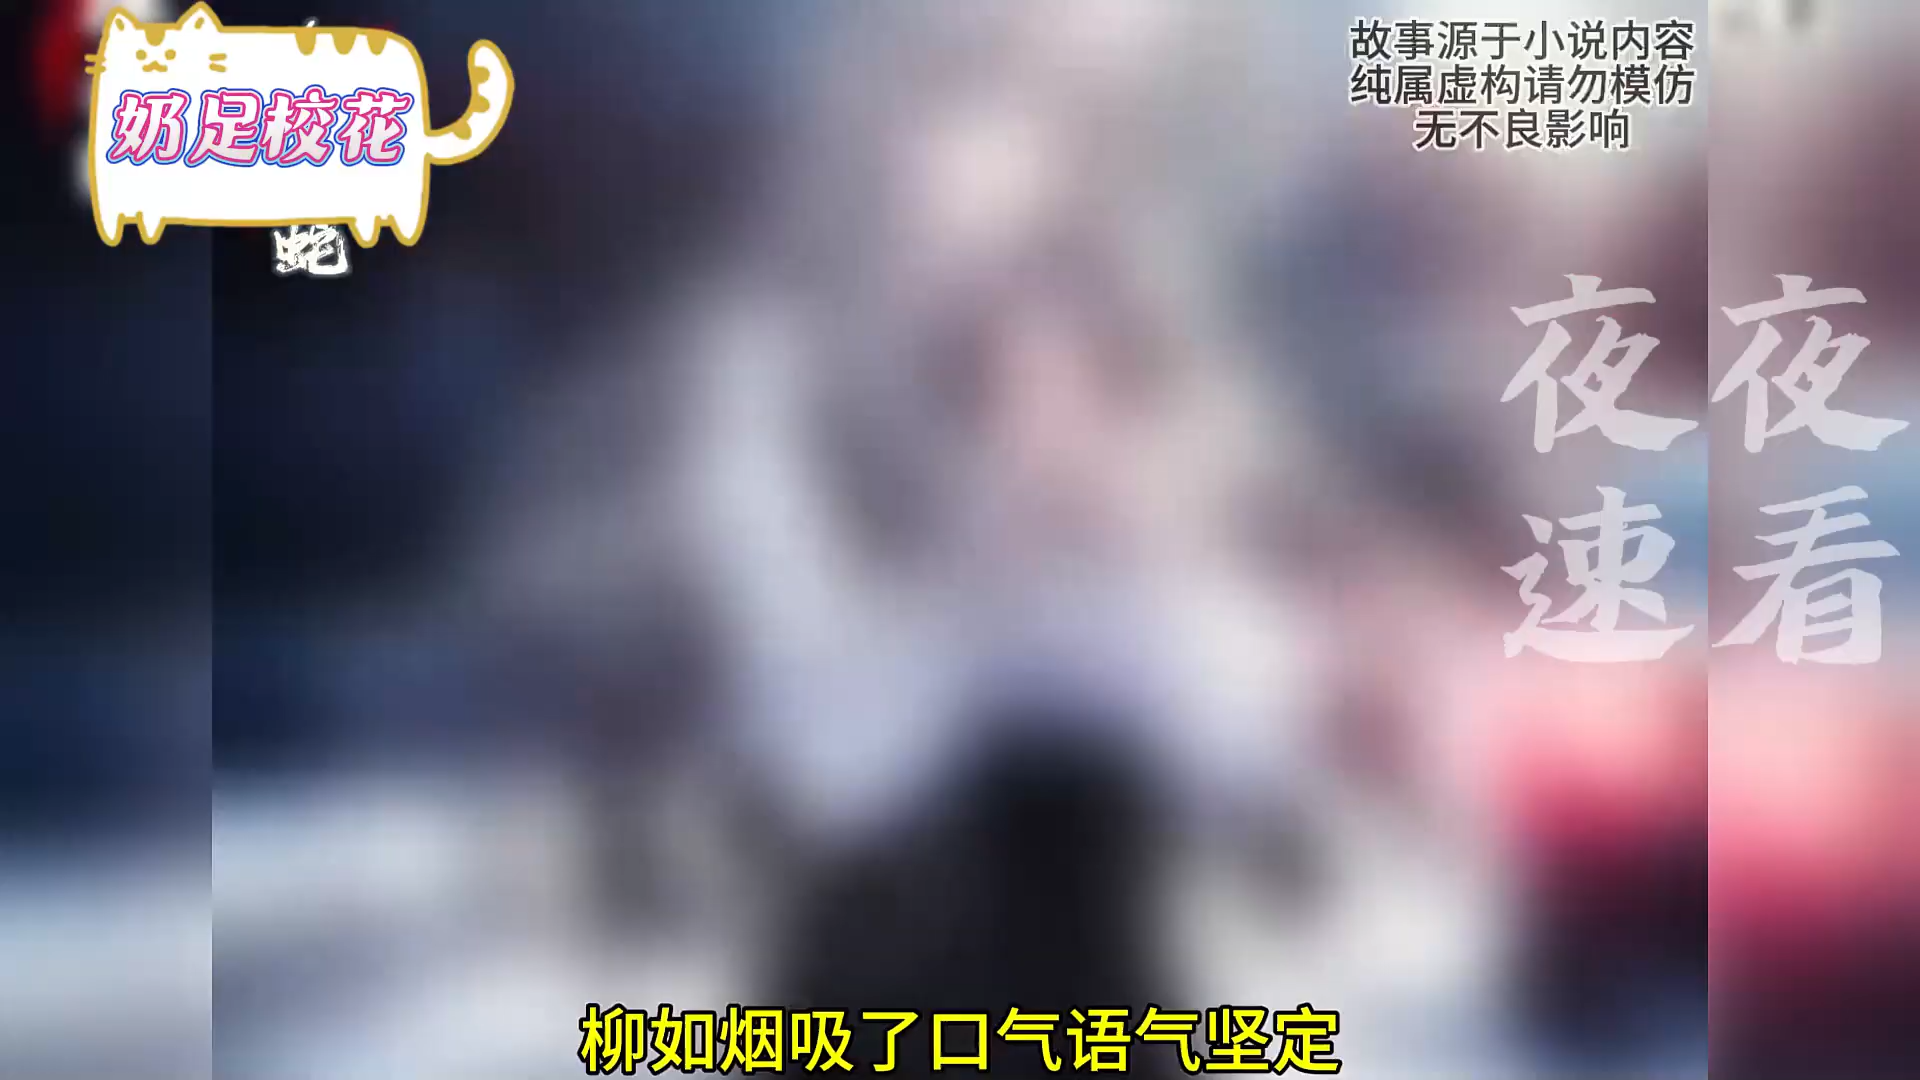 奶足校花
蛇
故事源于小说内容
纯属虚构请勿模仿
无不良影响
夜夜
速看
柳如烟吸了口气语气坚定